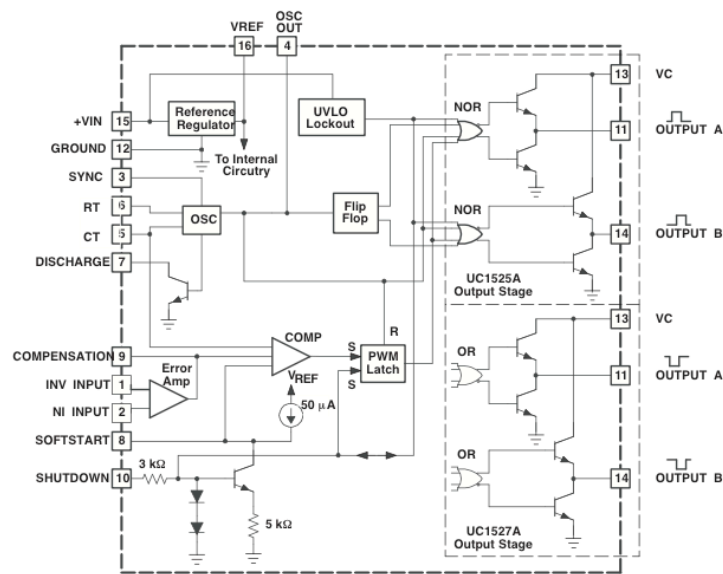 OSC
VREF OUT
16 4
13 VC
NOR
UVLO
Lockout
Reference
Regulator
+VIN 15
11 OUTPUT A
GROUND 12
To Internal
Circutry
SYNC 3
RT 6
OSC
Flip
Flop
NOR
CT 5
14 OUTPUT B
DISCHARGE 7
UC1525A
Output Stage
13 VC
R
COMP
OR
COMPENSATION 9
S
PWM
Latch
S
Error
Amp
VREF
11 OUTPUT A
INV INPUT 1
50 μA
NI INPUT 2
SOFTSTART 8
OR
3 kΩ
SHUTDOWN 10
14 OUTPUT B
5 kΩ
UC1527A
Output Stage